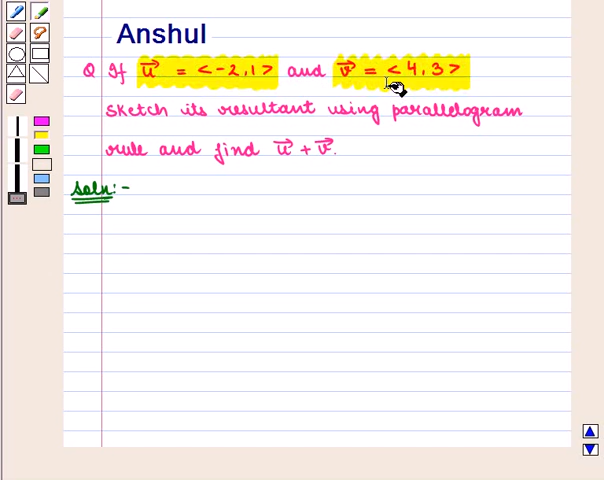 Anshul
Q If u⃗ = <-2,1> and v⃗ = <4,3>
sketch its resultant using parallelogram
rule and find u⃗ + v⃗.
Soln:-